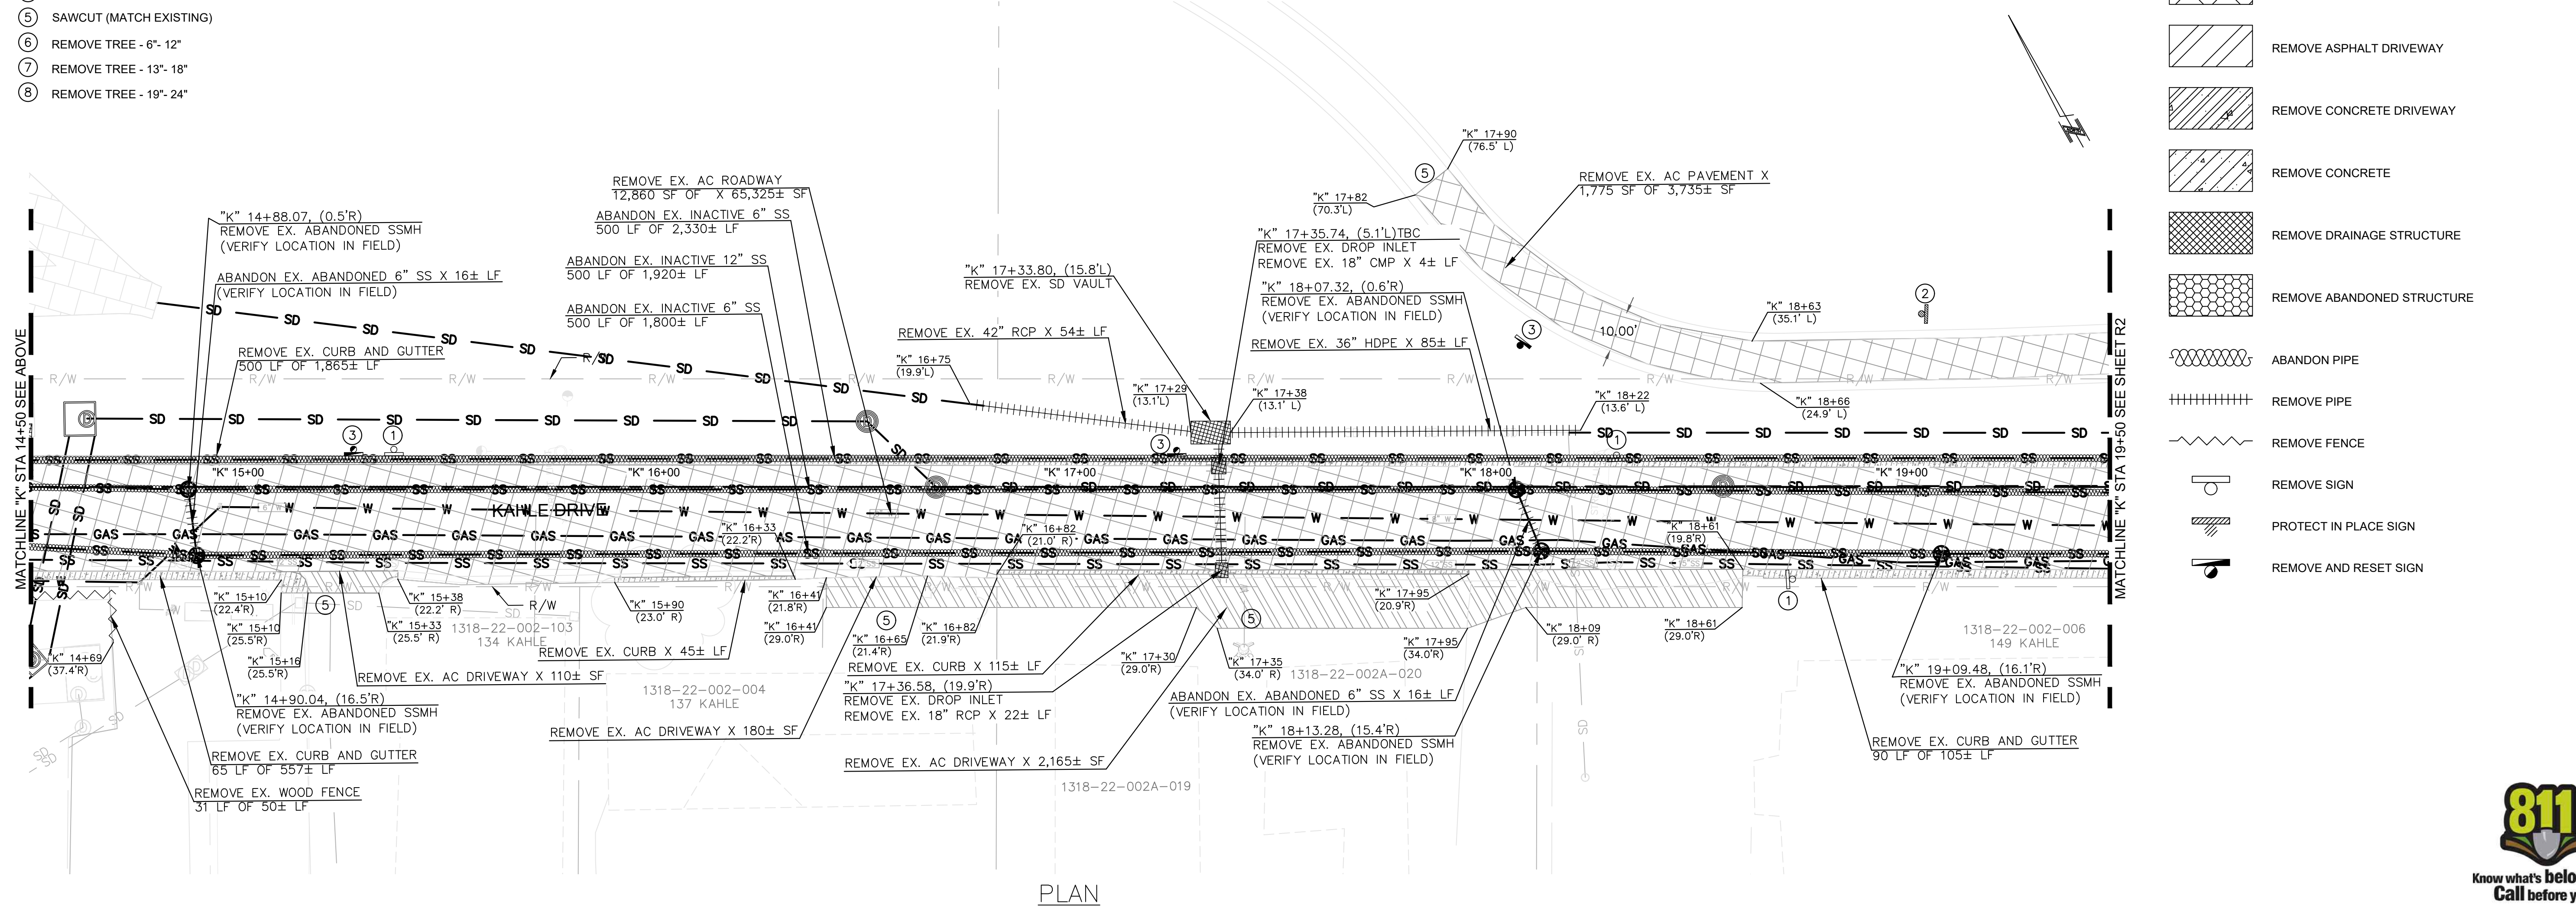 5 SAWCUT (MATCH EXISTING)
6 REMOVE TREE - 6"- 12"
7 REMOVE TREE - 13"- 18"
8 REMOVE TREE - 19"- 24"
REMOVE ASPHALT DRIVEWAY
REMOVE CONCRETE DRIVEWAY
REMOVE CONCRETE
REMOVE DRAINAGE STRUCTURE
REMOVE ABANDONED STRUCTURE
ABANDON PIPE
REMOVE PIPE
REMOVE FENCE
REMOVE SIGN
PROTECT IN PLACE SIGN
REMOVE AND RESET SIGN
N
MATCHLINE "K" STA 14+50 SEE ABOVE
MATCHLINE "K" STA 19+50 SEE SHEET R2
"K" 14+88.07, (0.5'R)
REMOVE EX. ABANDONED SSMH
(VERIFY LOCATION IN FIELD)
ABANDON EX. ABANDONED 6" SS X 16± LF
(VERIFY LOCATION IN FIELD)
REMOVE EX. CURB AND GUTTER
500 LF OF 1,865± LF
REMOVE EX. AC ROADWAY
12,860 SF OF X 65,325± SF
ABANDON EX. INACTIVE 6" SS
500 LF OF 2,330± LF
ABANDON EX. INACTIVE 12" SS
500 LF OF 1,920± LF
ABANDON EX. INACTIVE 6" SS
500 LF OF 1,800± LF
"K" 17+33.80, (15.8'L)
REMOVE EX. SD VAULT
REMOVE EX. 42" RCP X 54± LF
"K" 16+75
(19.9'L)
"K" 17+29
(13.1'L)
"K" 17+38
(13.1' L)
"K" 17+35.74, (5.1'L)TBC
REMOVE EX. DROP INLET
REMOVE EX. 18" CMP X 4± LF
"K" 18+07.32, (0.6'R)
REMOVE EX. ABANDONED SSMH
(VERIFY LOCATION IN FIELD)
REMOVE EX. 36" HDPE X 85± LF
"K" 17+82
(70.3'L)
5
"K" 17+90
(76.5' L)
REMOVE EX. AC PAVEMENT X
1,775 SF OF 3,735± SF
3
10.00'
"K" 18+63
(35.1' L)
2
"K" 18+66
(24.9' L)
"K" 18+22
(13.6' L)
1
3
1
3
R/W
SD
SS
W
GAS
"K" 15+00
"K" 16+00
"K" 17+00
"K" 18+00
"K" 19+00
KAHLE DRIVE
"K" 16+33
(22.2'R)
"K" 16+82
(21.0' R)
"K" 18+61
(19.8'R)
"K" 15+10
(22.4'R)
"K" 15+10
(25.5'R)
"K" 15+16
(25.5'R)
5
"K" 15+38
(22.2' R)
"K" 15+33
(25.5' R)
R/W
1318-22-002-103
134 KAHLE
"K" 15+90
(23.0' R)
"K" 16+41
(21.8'R)
"K" 16+41
(29.0'R)
5
"K" 16+65
(21.4'R)
"K" 16+82
(21.9'R)
"K" 17+30
(29.0'R)
5
"K" 17+35
(34.0' R)
"K" 17+95
(20.9'R)
"K" 17+95
(34.0'R)
"K" 18+09
(29.0' R)
"K" 18+61
(29.0'R)
1
1318-22-002-006
149 KAHLE
"K" 14+69
(37.4'R)
REMOVE EX. CURB X 45± LF
REMOVE EX. AC DRIVEWAY X 110± SF
"K" 14+90.04, (16.5'R)
REMOVE EX. ABANDONED SSMH
(VERIFY LOCATION IN FIELD)
REMOVE EX. CURB AND GUTTER
65 LF OF 557± LF
REMOVE EX. WOOD FENCE
31 LF OF 50± LF
1318-22-002-004
137 KAHLE
REMOVE EX. AC DRIVEWAY X 180± SF
REMOVE EX. CURB X 115± LF
"K" 17+36.58, (19.9'R)
REMOVE EX. DROP INLET
REMOVE EX. 18" RCP X 22± LF
REMOVE EX. AC DRIVEWAY X 2,165± SF
1318-22-002A-020
1318-22-002A-019
ABANDON EX. ABANDONED 6" SS X 16± LF
(VERIFY LOCATION IN FIELD)
"K" 18+13.28, (15.4'R)
REMOVE EX. ABANDONED SSMH
(VERIFY LOCATION IN FIELD)
"K" 19+09.48, (16.1'R)
REMOVE EX. ABANDONED SSMH
(VERIFY LOCATION IN FIELD)
REMOVE EX. CURB AND GUTTER
90 LF OF 105± LF
PLAN
811
Know what's belo
Call before y